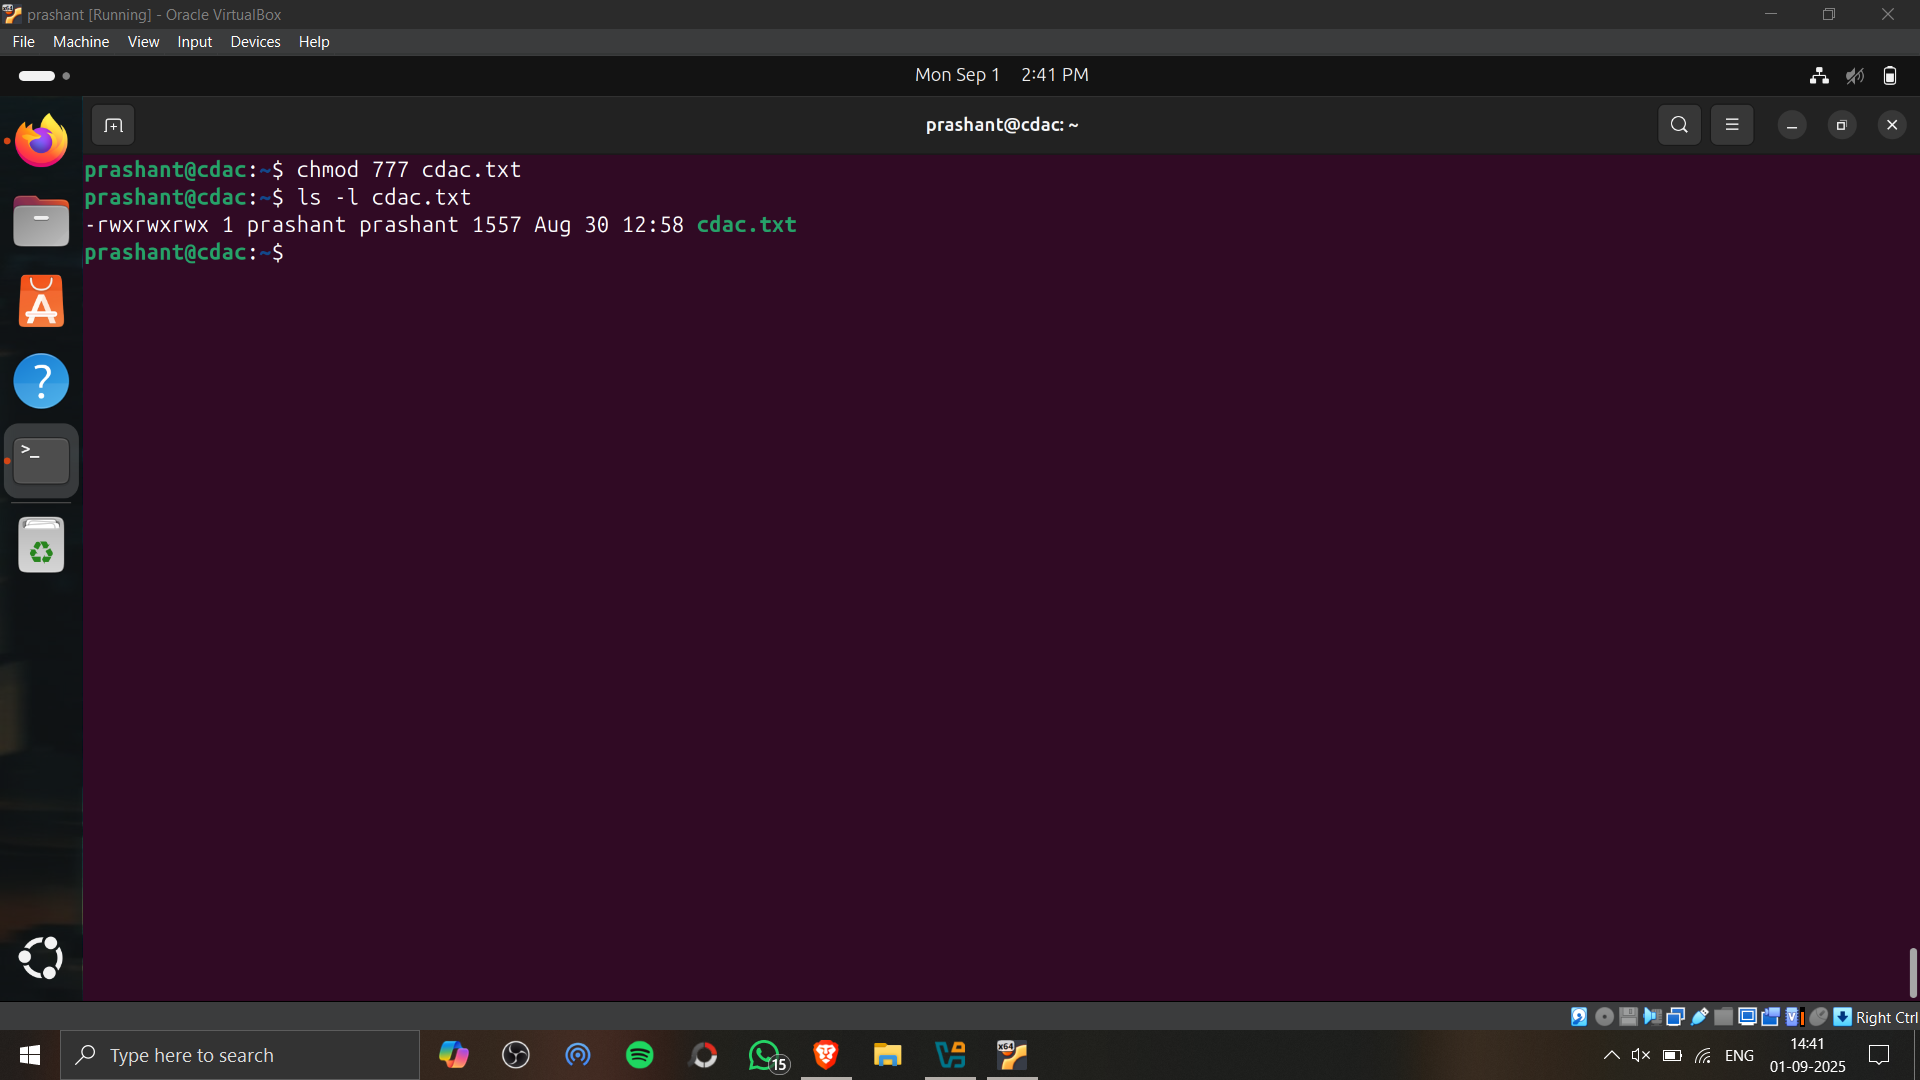 prashant [Running] - Oracle VirtualBox
File Machine View Input Devices Help
Mon Sep 1 2:41 PM
prashant@cdac: ~
prashant@cdac:~$ chmod 777 cdac.txt
prashant@cdac:~$ ls -l cdac.txt
-rwxrwxrwx 1 prashant prashant 1557 Aug 30 12:58 cdac.txt
prashant@cdac:~$
Right Ctrl
Type here to search
15
x64
ENG
14:41
01-09-2025